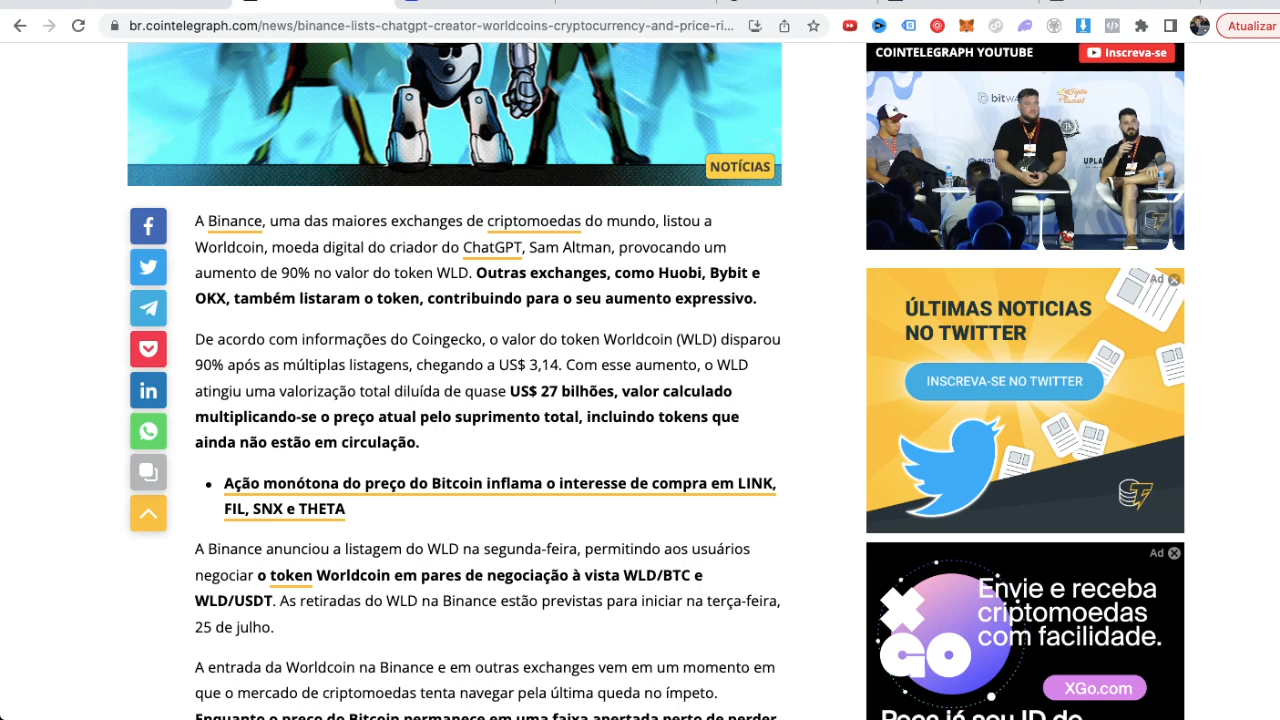 br.cointelegraph.com/news/binance-lists-chatgpt-creator-worldcoins-cryptocurrency-and-price-ri...
Atualizar
NOTÍCIAS
A Binance, uma das maiores exchanges de criptomoedas do mundo, listou a
Worldcoin, moeda digital do criador do ChatGPT, Sam Altman, provocando um
aumento de 90% no valor do token WLD. Outras exchanges, como Huobi, Bybit e
OKX, também listaram o token, contribuindo para o seu aumento expressivo.
De acordo com informações do Coingecko, o valor do token Worldcoin (WLD) disparou
90% após as múltiplas listagens, chegando a US$ 3,14. Com esse aumento, o WLD
atingiu uma valorização total diluída de quase US$ 27 bilhões, valor calculado
multiplicando-se o preço atual pelo suprimento total, incluindo tokens que
ainda não estão em circulação.
• Ação monótona do preço do Bitcoin inflama o interesse de compra em LINK,
FIL, SNX e THETA
A Binance anunciou a listagem do WLD na segunda-feira, permitindo aos usuários
negociar o token Worldcoin em pares de negociação à vista WLD/BTC e
WLD/USDT. As retiradas do WLD na Binance estão previstas para iniciar na terça-feira,
25 de julho.
A entrada da Worldcoin na Binance e em outras exchanges vem em um momento em
que o mercado de criptomoedas tenta navegar pela última queda no ímpeto.
Enquanto o preço do Bitcoin permanece em uma faixa apertada perto de perder
COINTELEGRAPH YOUTUBE
Inscreva-se
Ad
ÚLTIMAS NOTICIAS
NO TWITTER
INSCREVA-SE NO TWITTER
Ad
XGO
Envie e receba
criptomoedas
com facilidade.
XGo.com
Peça já seu ID do